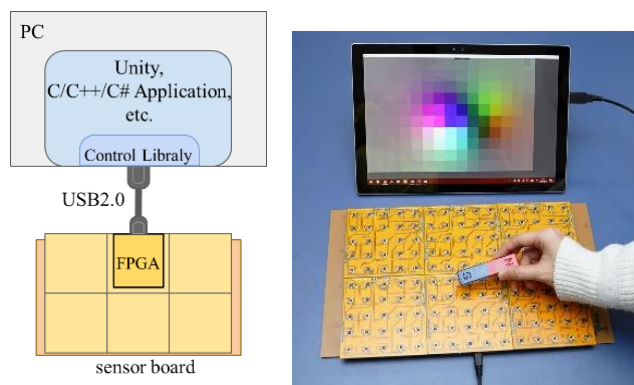 PC
Unity,
C/C++/C# Application,
etc.
Control Libraly
USB2.0
FPGA
sensor board
N
S